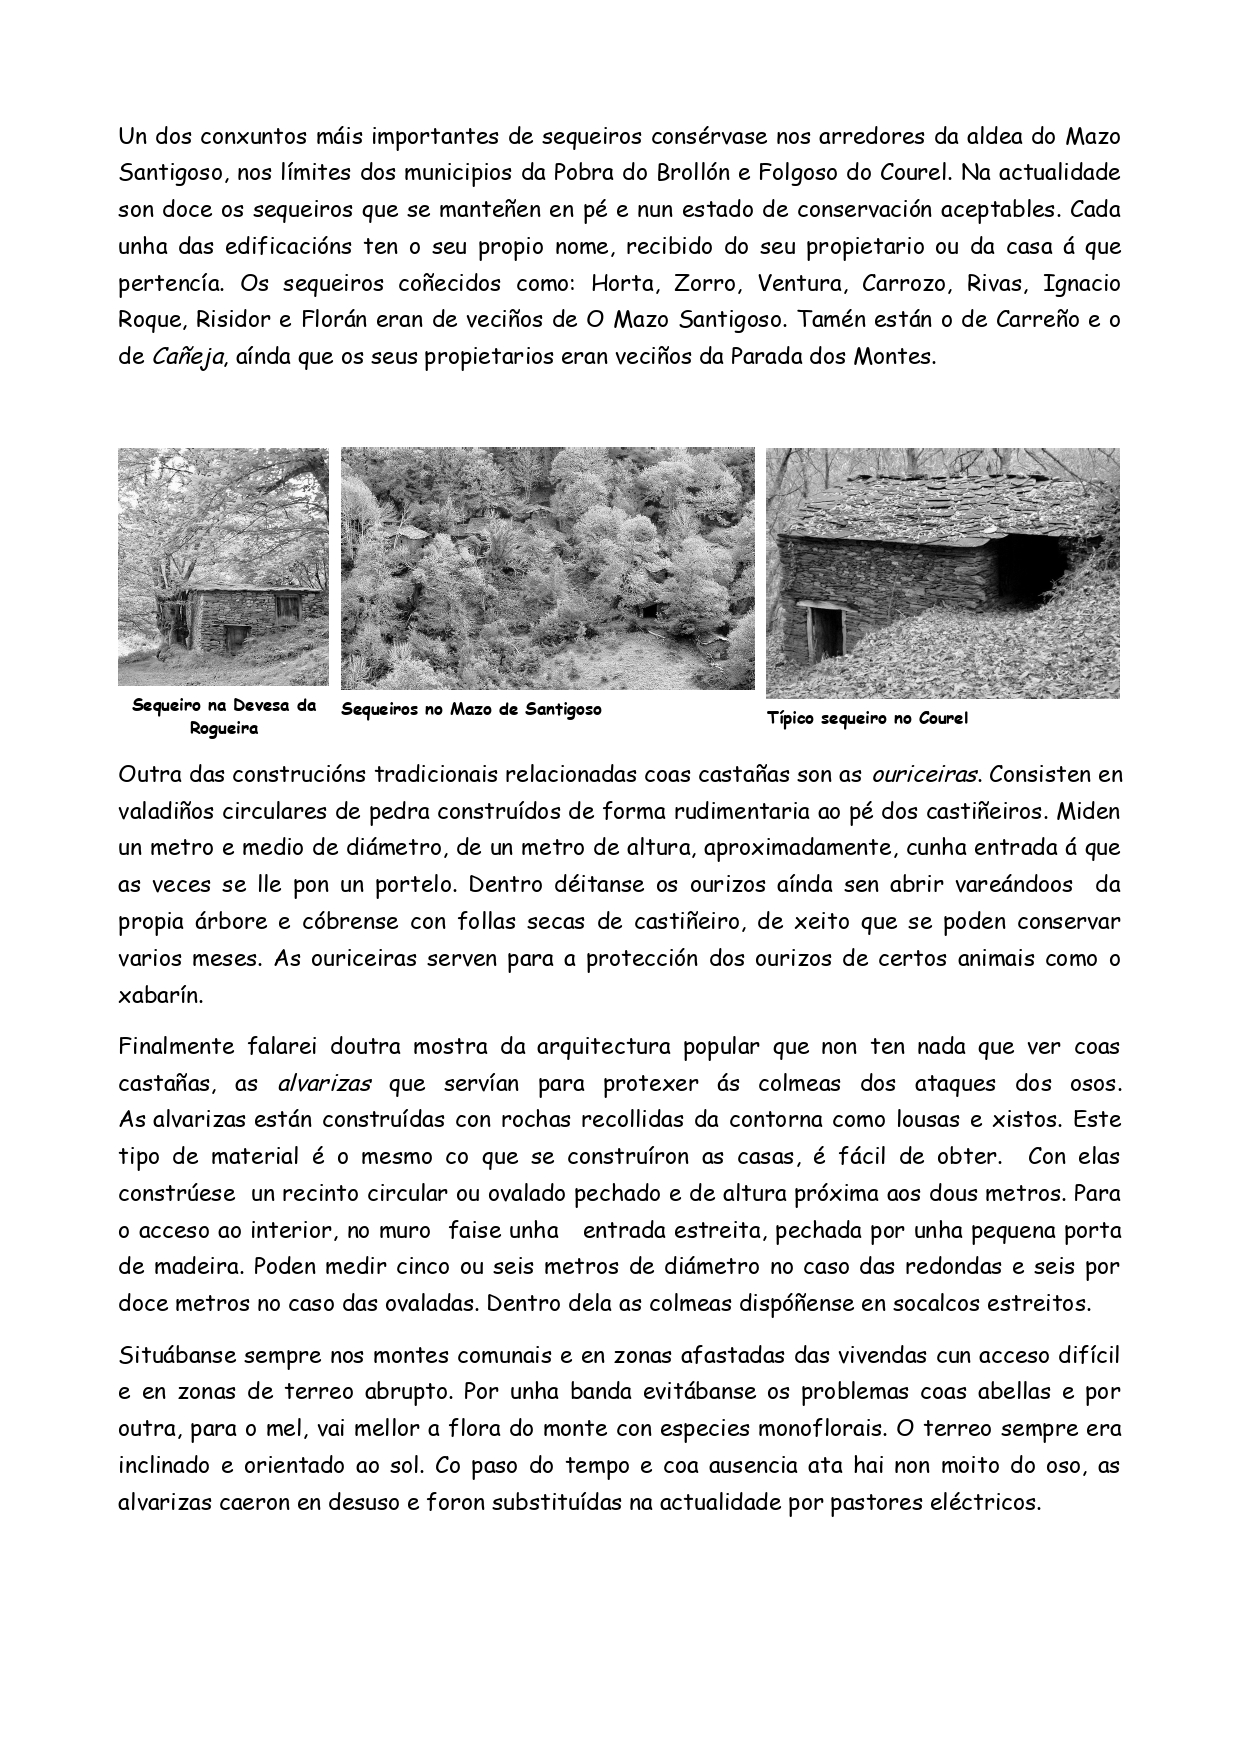 Un dos conxuntos máis importantes de sequeiros consérvase nos arredores da aldea do Mazo
Santigoso, nos límites dos municipios da Pobra do Brollón e Folgoso do Courel. Na actualidade
son doce os sequeiros que se manteñen en pé e nun estado de conservación aceptables. Cada
unha das edificacións ten o seu propio nome, recibido do seu propietario ou da casa á que
pertencía. Os sequeiros coñecidos como: Horta, Zorro, Ventura, Carrozo, Rivas, Ignacio
Roque, Risidor e Florán eran de veciños de O Mazo Santigoso. Tamén están o de Carreño e o
de Cañeja, aínda que os seus propietarios eran veciños da Parada dos Montes.
Sequeiro na Devesa da
Rogueira
Sequeiros no Mazo de Santigoso
Típico sequeiro no Courel
Outra das construcións tradicionais relacionadas coas castañas son as ouriceiras. Consisten en
valadiños circulares de pedra construídos de forma rudimentaria ao pé dos castiñeiros. Miden
un metro e medio de diámetro, de un metro de altura, aproximadamente, cunha entrada á que
as veces se lle pon un portelo. Dentro déitanse os ourizos aínda sen abrir vareándoos da
propia árbore e cóbrense con follas secas de castiñeiro, de xeito que se poden conservar
varios meses. As ouriceiras serven para a protección dos ourizos de certos animais como o
xabarín.
Finalmente falarei doutra mostra da arquitectura popular que non ten nada que ver coas
castañas, as alvarizas que servían para protexer ás colmeas dos ataques dos osos.
As alvarizas están construídas con rochas recollidas da contorna como lousas e xistos. Este
tipo de material é o mesmo co que se construíron as casas, é fácil de obter. Con elas
constrúese un recinto circular ou ovalado pechado e de altura próxima aos dous metros. Para
o acceso ao interior, no muro faise unha entrada estreita, pechada por unha pequena porta
de madeira. Poden medir cinco ou seis metros de diámetro no caso das redondas e seis por
doce metros no caso das ovaladas. Dentro dela as colmeas dispóñense en socalcos estreitos.
Situábanse sempre nos montes comunais e en zonas afastadas das vivendas cun acceso difícil
e en zonas de terreo abrupto. Por unha banda evitábanse os problemas coas abellas e por
outra, para o mel, vai mellor a flora do monte con especies monoflorais. O terreo sempre era
inclinado e orientado ao sol. Co paso do tempo e coa ausencia ata hai non moito do oso, as
alvarizas caeron en desuso e foron substituídas na actualidade por pastores eléctricos.